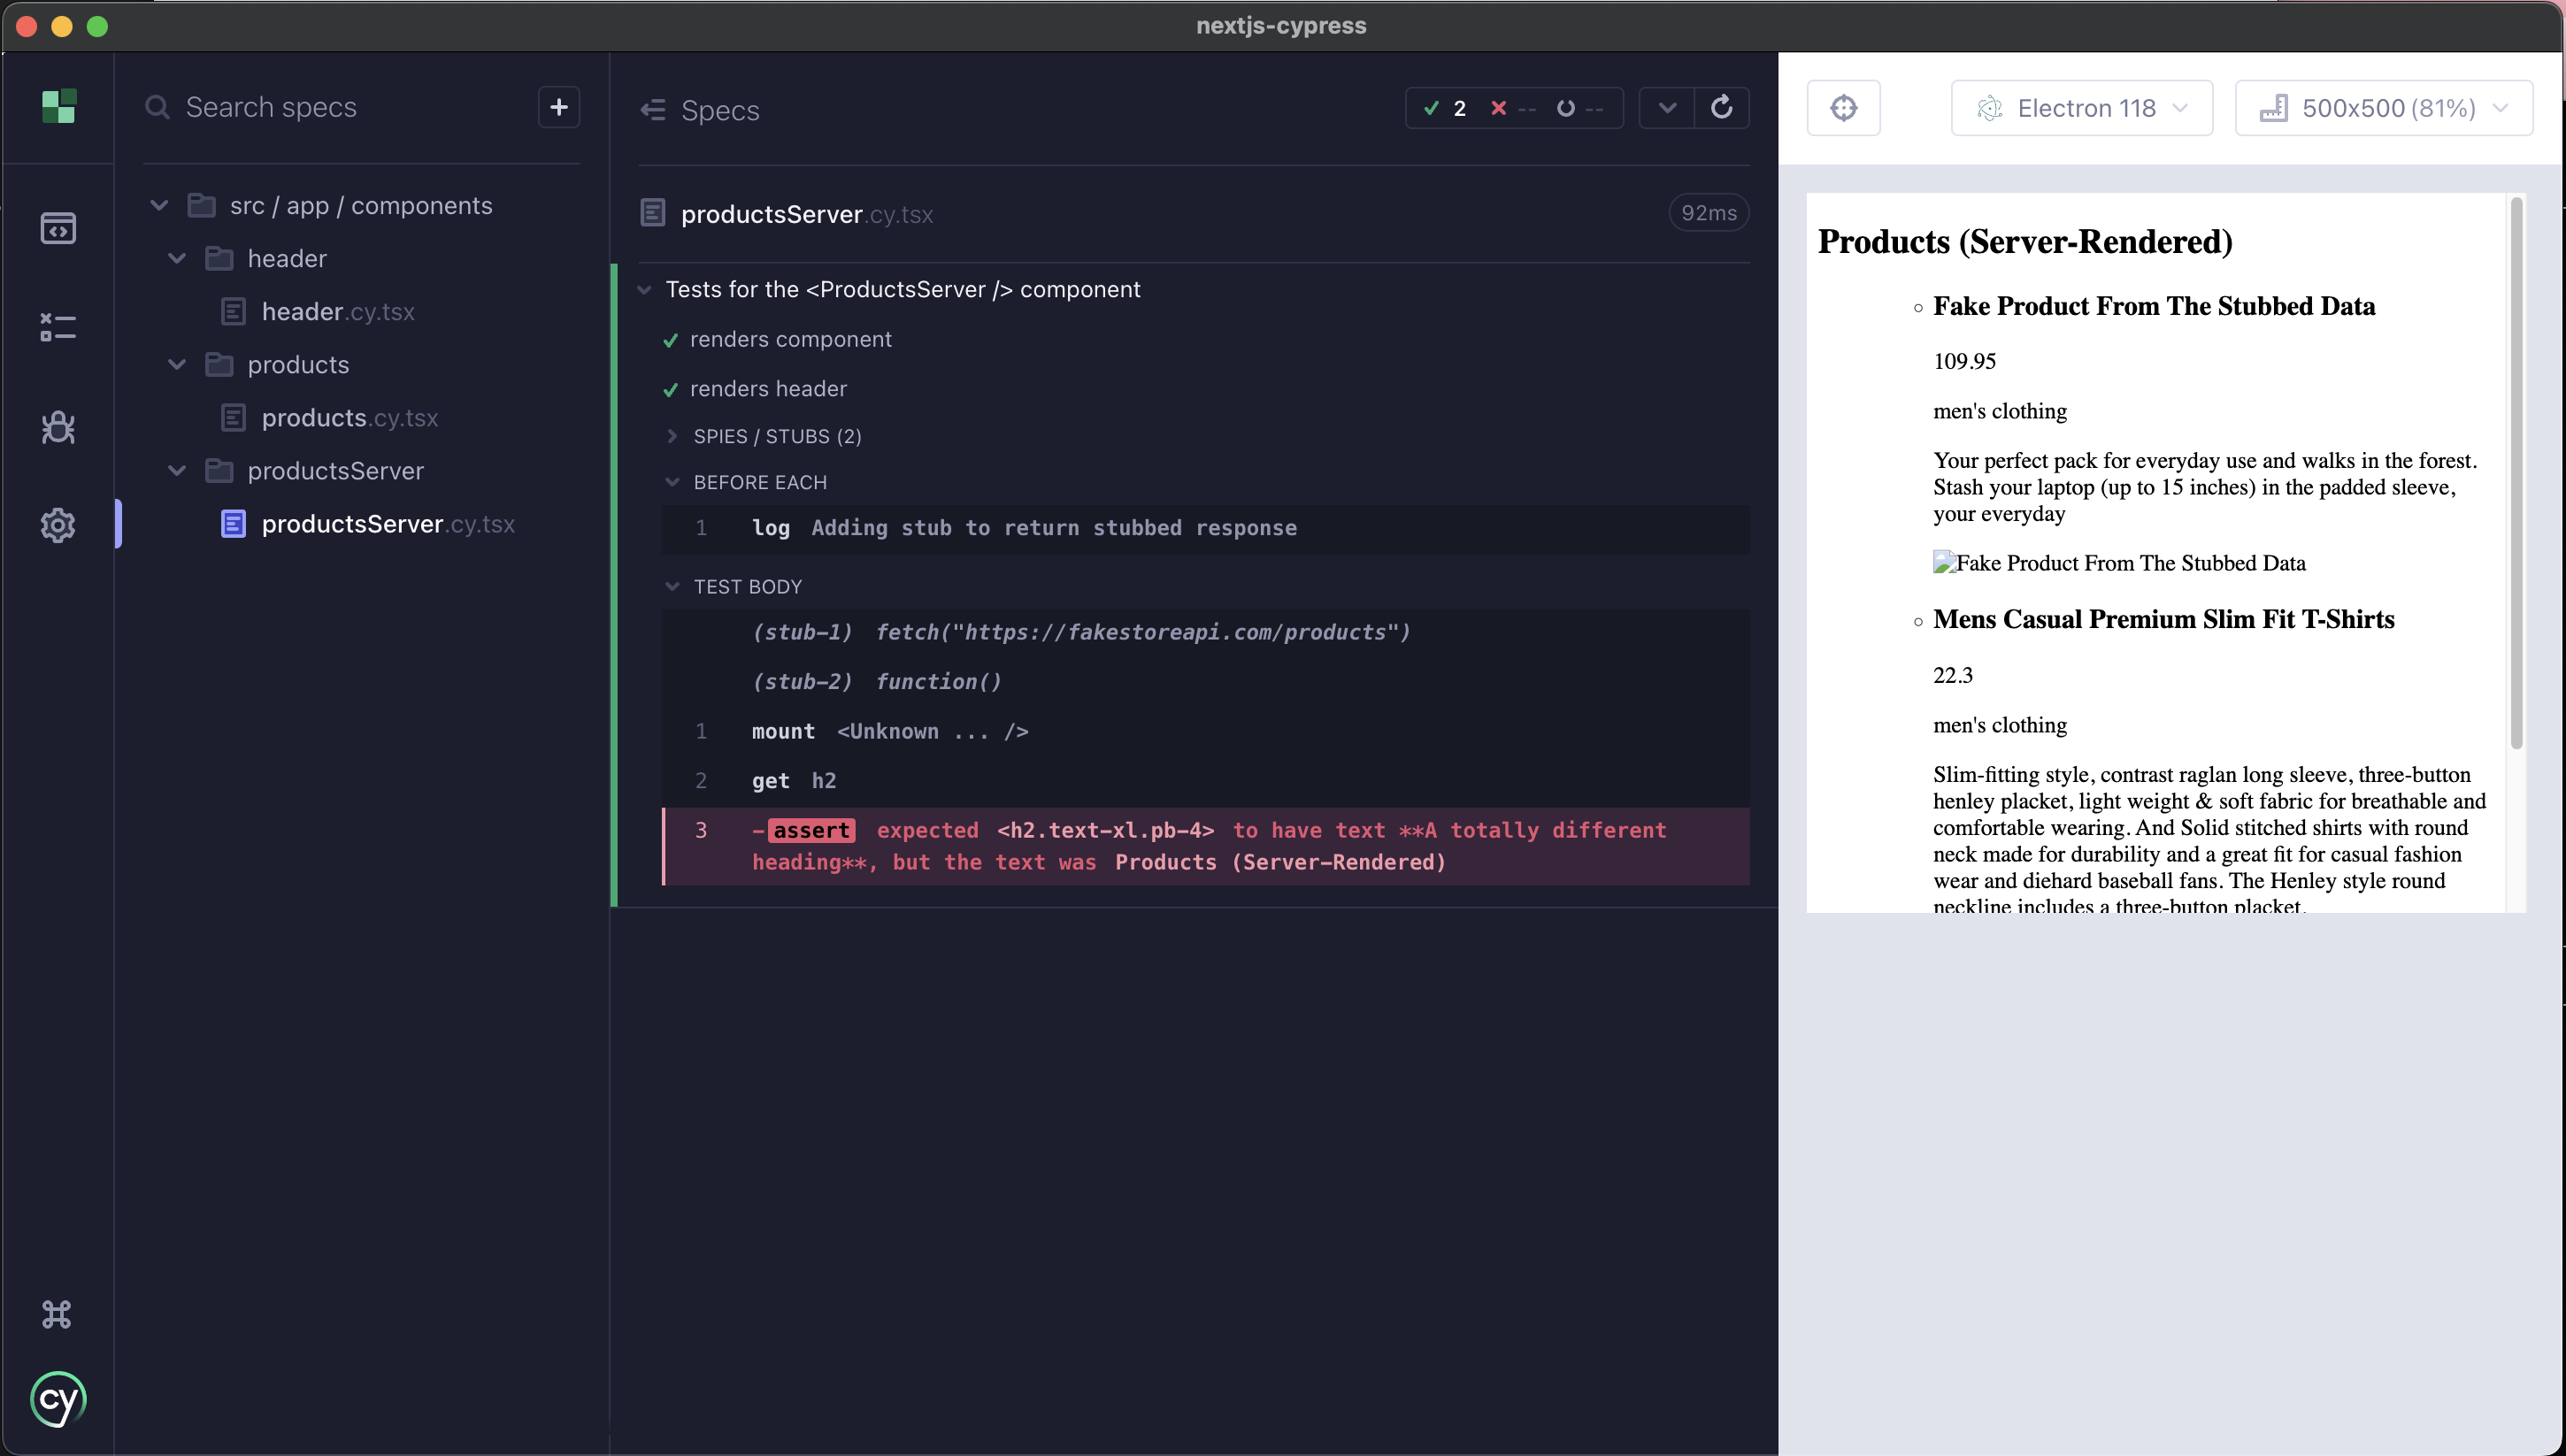 nextjs-cypress
Search specs
+
src / app / components
header
header.cy.tsx
products
products.cy.tsx
productsServer
productsServer.cy.tsx
cy
Specs
2 -- --
productsServer.cy.tsx
92ms
Tests for the <ProductsServer /> component
renders component
renders header
SPIES / STUBS (2)
BEFORE EACH
1 log Adding stub to return stubbed response
TEST BODY
(stub-1) fetch("https://fakestoreapi.com/products")
(stub-2) function()
1 mount <Unknown ... />
2 get h2
3 -assert expected <h2.text-xl.pb-4> to have text **A totally different
heading**, but the text was Products (Server-Rendered)
Electron 118
500x500 (81%)
Products (Server-Rendered)
Fake Product From The Stubbed Data
109.95
men's clothing
Your perfect pack for everyday use and walks in the forest.
Stash your laptop (up to 15 inches) in the padded sleeve,
your everyday
Fake Product From The Stubbed Data
Mens Casual Premium Slim Fit T-Shirts
22.3
men's clothing
Slim-fitting style, contrast raglan long sleeve, three-button
henley placket, light weight & soft fabric for breathable and
comfortable wearing. And Solid stitched shirts with round
neck made for durability and a great fit for casual fashion
wear and diehard baseball fans. The Henley style round
neckline includes a three-button placket.